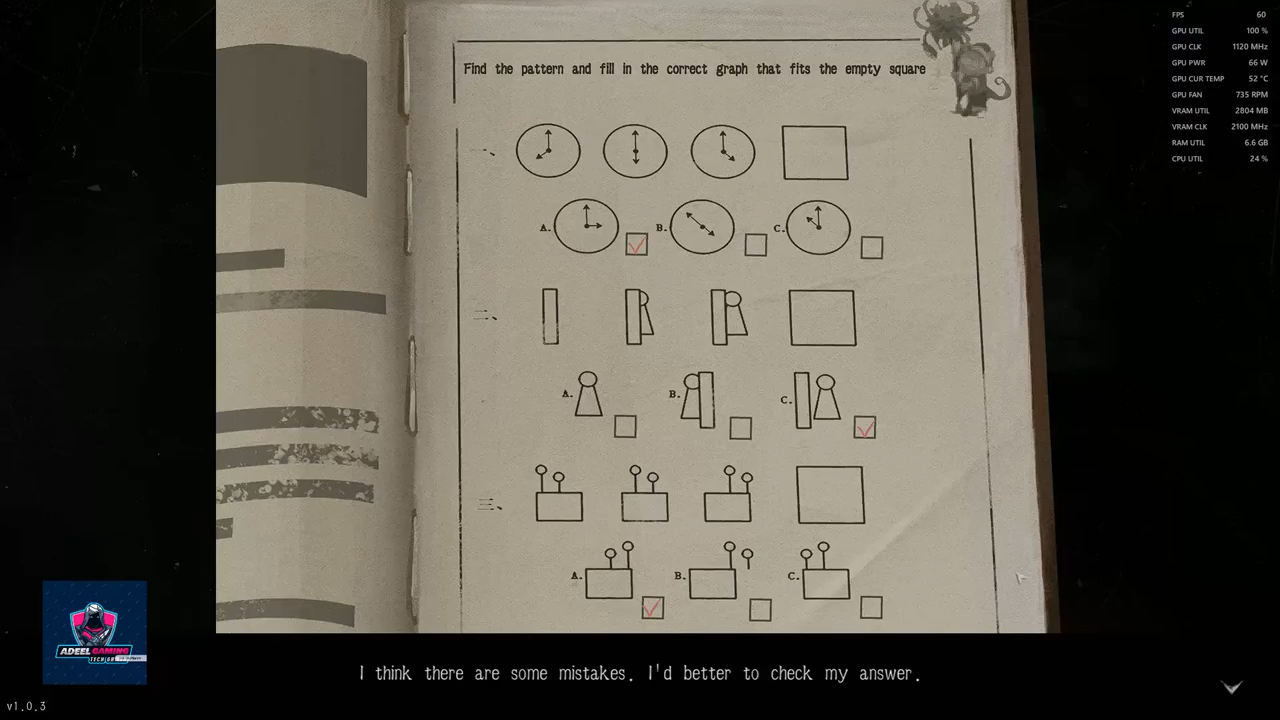 Find the pattern and fill in the correct graph that fits the empty square
一、
A.
B.
C.
二、
A.
B.
C.
三、
A.
B.
C.
I think there are some mistakes. I'd better to check my answer.
v1.0.3
ADEEL GAMING
FPS 60
GPU UTIL 100 %
GPU CLK 1120 MHz
GPU PWR 66 W
GPU CUR TEMP 52 °C
GPU FAN 735 RPM
VRAM UTIL 2804 MB
VRAM CLK 2100 MHz
RAM UTIL 6.6 GB
CPU UTIL 24 %